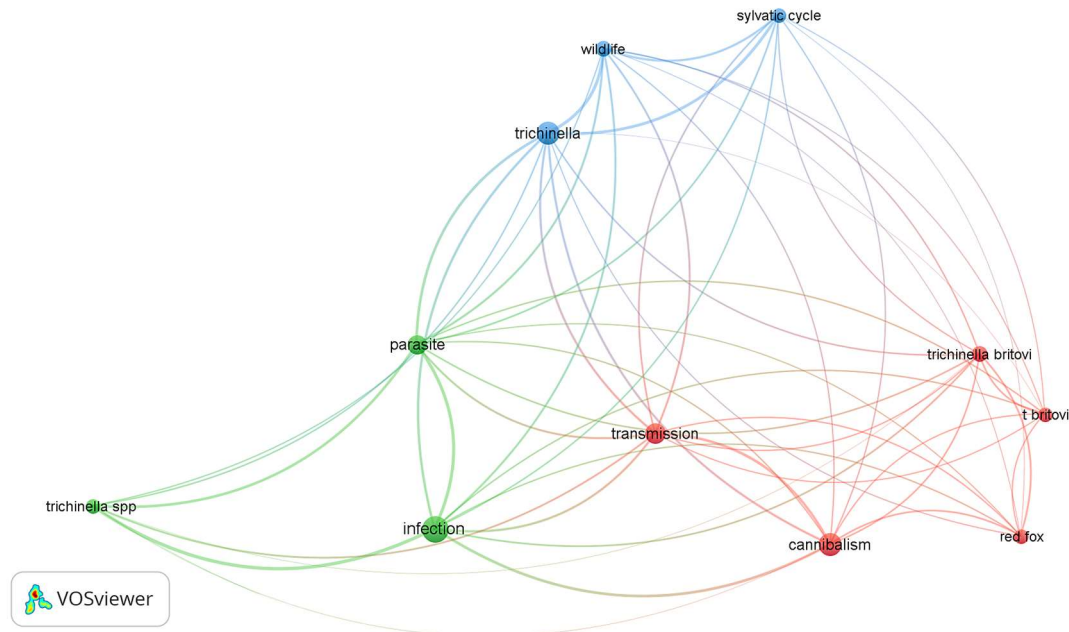 sylvatic cycle
wildlife
trichinella
parasite
trichinella britovi
t britovi
transmission
trichinella spp
infection
red fox
cannibalism
VOSviewer